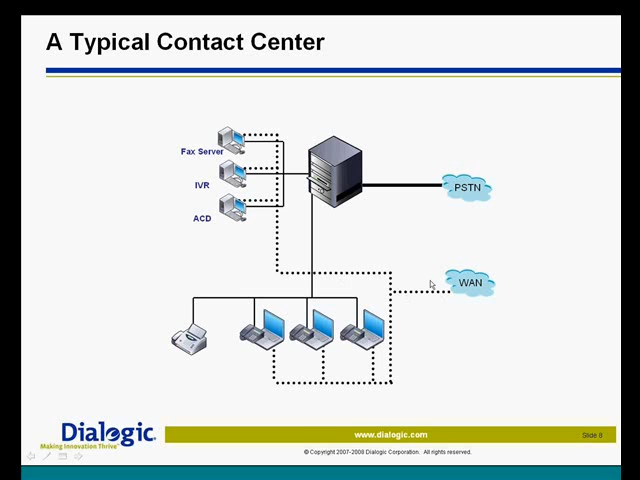 A Typical Contact Center
Fax Server
IVR
ACD
PSTN
WAN
Dialogic.
Making Innovation Thrive™
www.dialogic.com
Slide 8
© Copyright 2007-2008 Dialogic Corporation. All rights reserved.